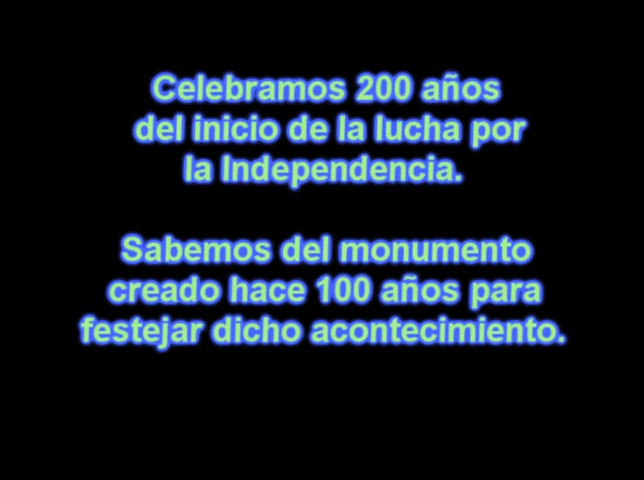 Celebramos 200 años
del inicio de la lucha por
la Independencia.
Sabemos del monumento
creado hace 100 años para
festejar dicho acontecimiento.